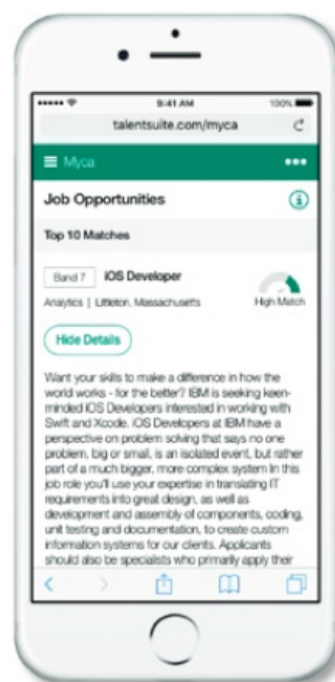 9:41 AM 100%
talentsuite.com/myca
Myca
Job Opportunities
Top 10 Matches
Band 7 iOS Developer
Analytics | Littleton, Massachusetts High Match
Hide Details
Want your skills to make a difference in how the
world works - for the better? IBM is seeking keen-
minded iOS Developers interested in working with
Swift and Xcode. iOS Developers at IBM have a
perspective on problem solving that says no one
problem, big or small, is an isolated event, but rather
part of a much bigger, more complex system In this
job role you'll use your expertise in translating IT
requirements into great design, as well as
development and assembly of components, coding,
unit testing and documentation, to create custom
information systems for our clients. Applicants
should also be specialists who primarily apply their